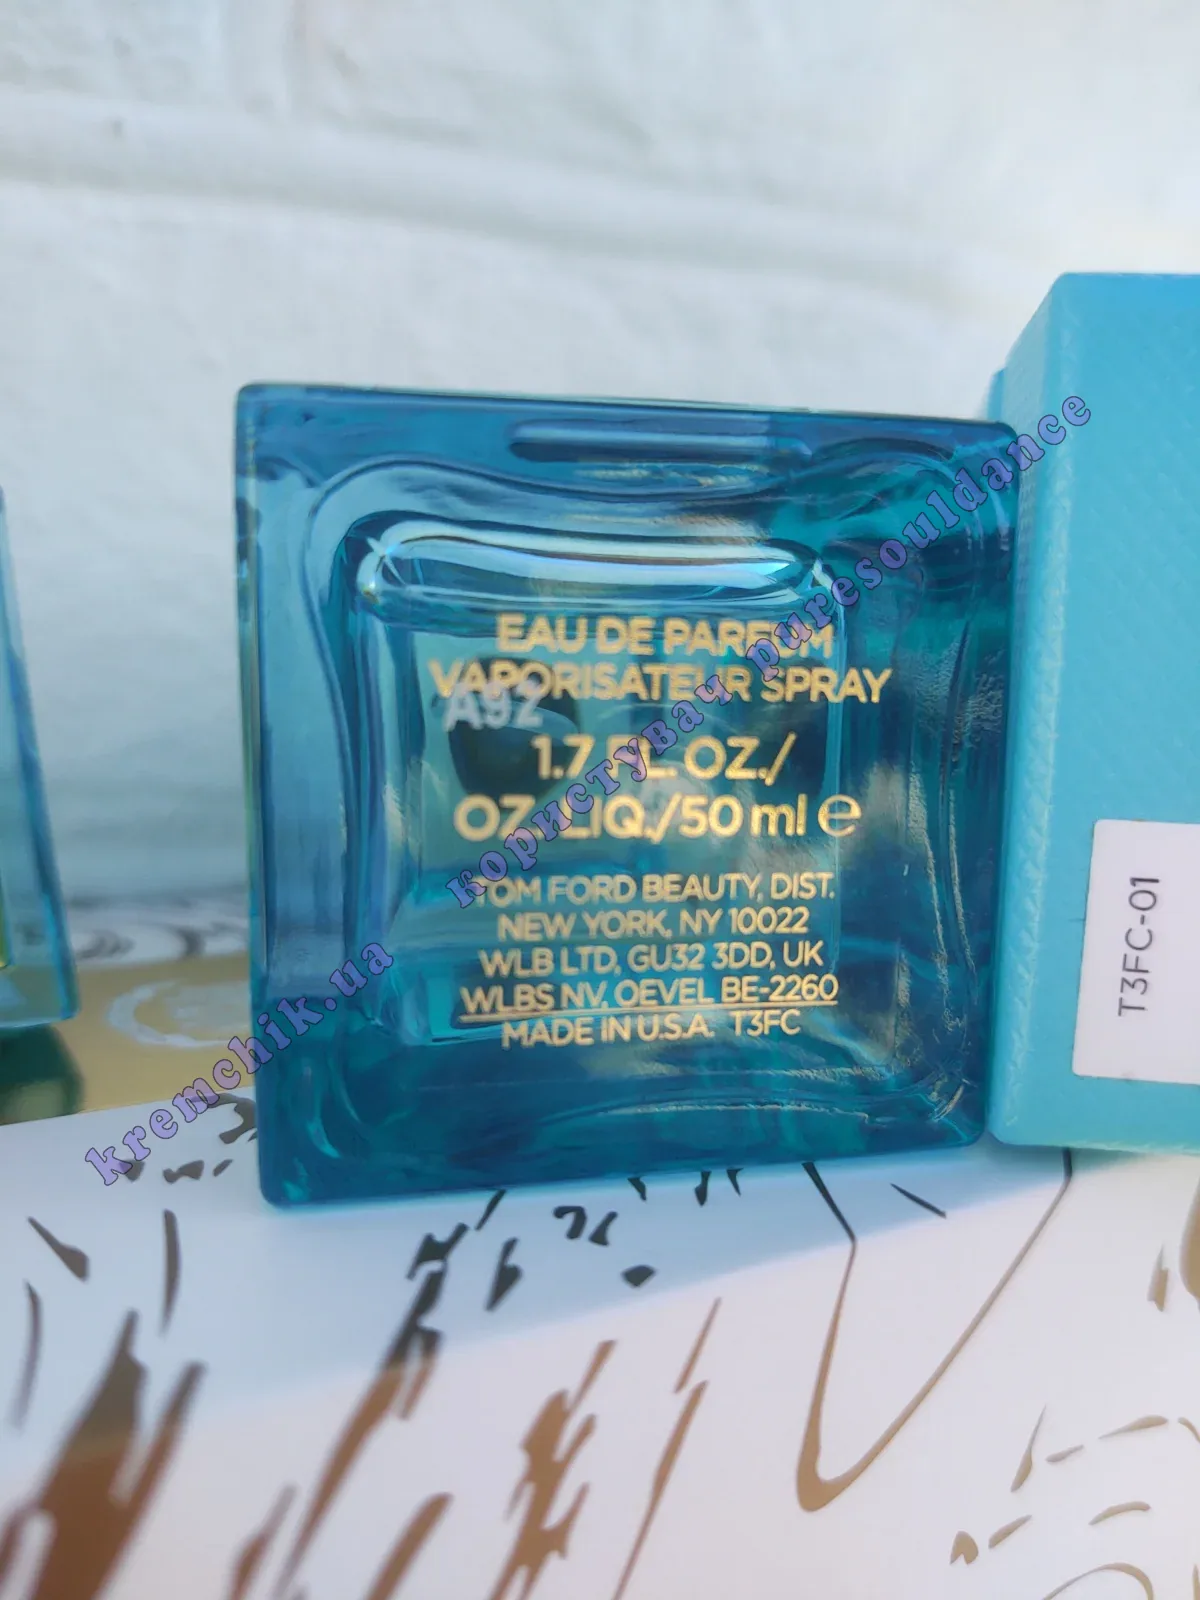 EAU DE PARFUM
VAPORISATEUR SPRAY
A92
1.7 FL. OZ./
OZ. LIQ./50 ml e
TOM FORD BEAUTY, DIST.
NEW YORK, NY 10022
WLB LTD, GU32 3DD, UK
WLBS NV, OEVEL BE-2260
MADE IN U.S.A. T3FC
T3FC-01
kremchik.ua користувач puresouldance